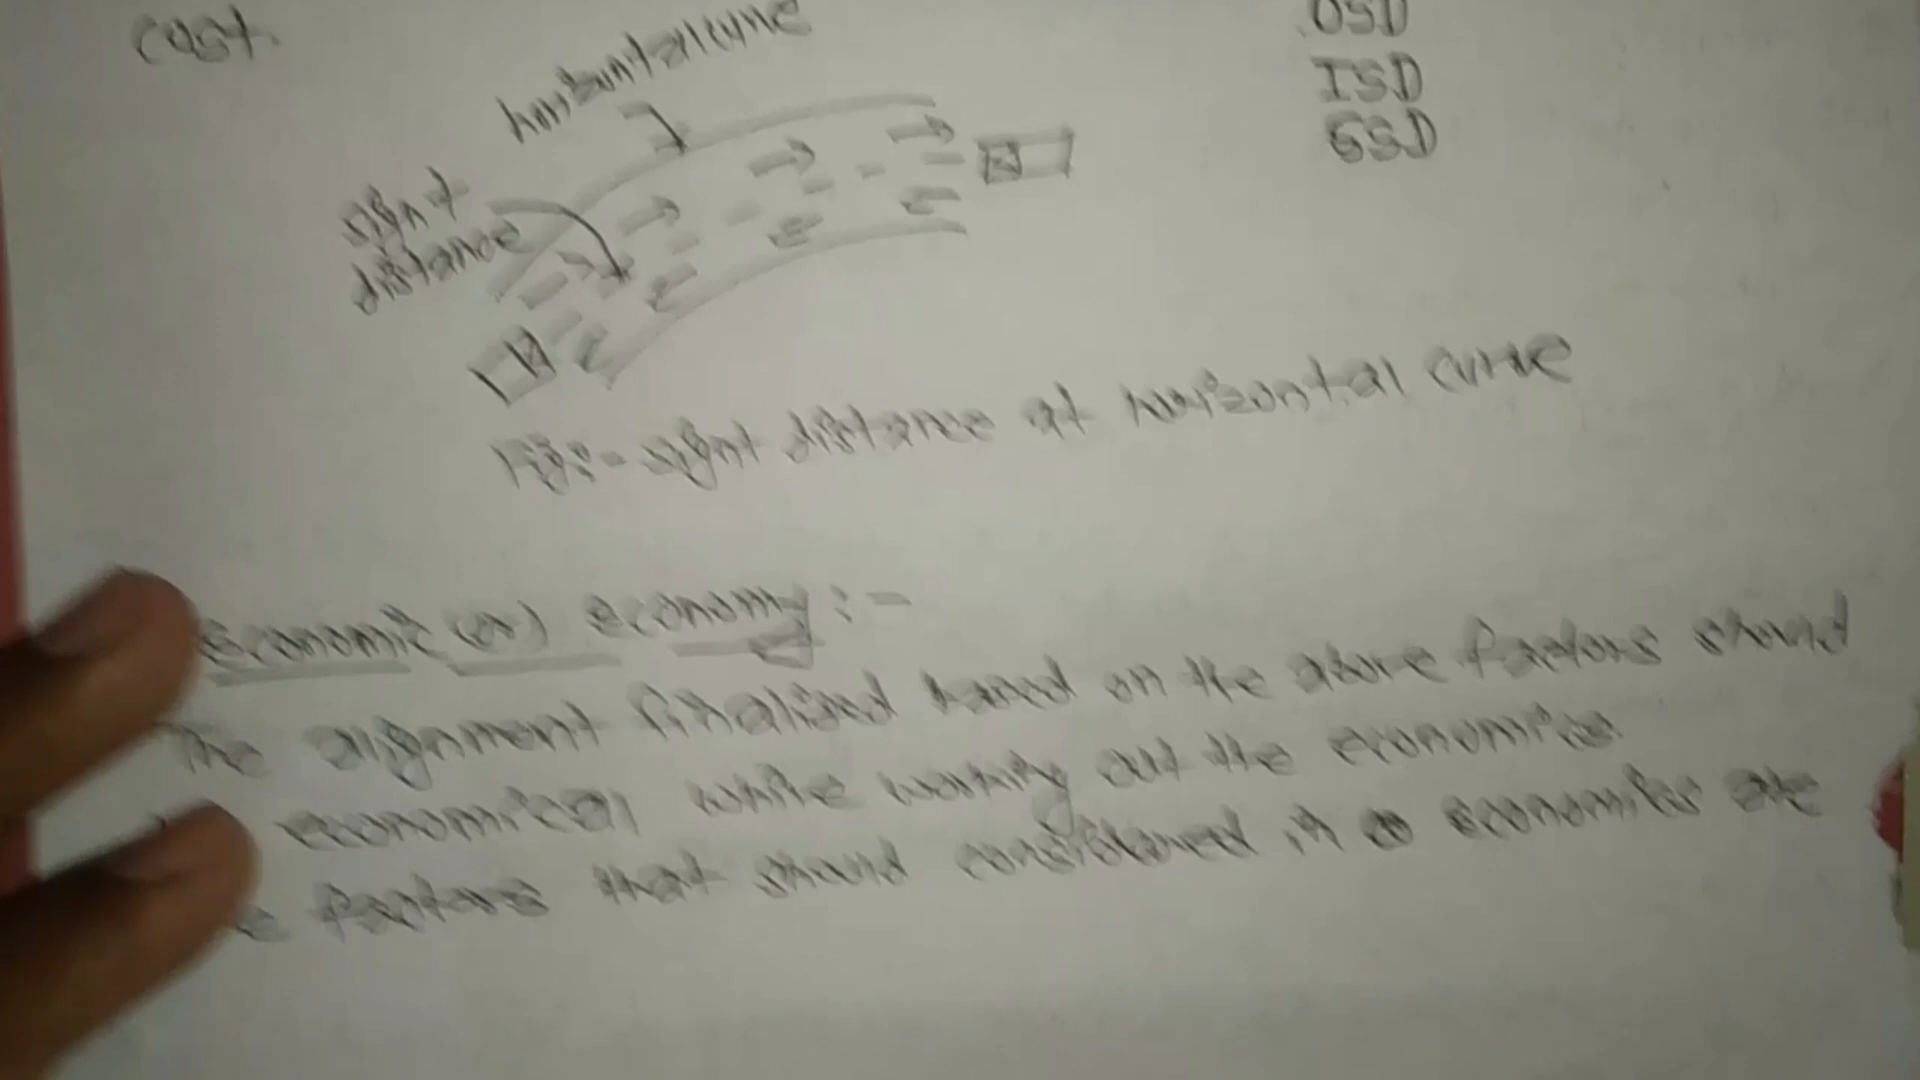 cost.
OSD
ISD
SSD
horizontal curve
sight
distance
Fig:- sight distance at horizontal curve
economic (or) economy:-
The alignment finalised based on the above factors should
economical while working out the economics.
factors that should considered in economics are